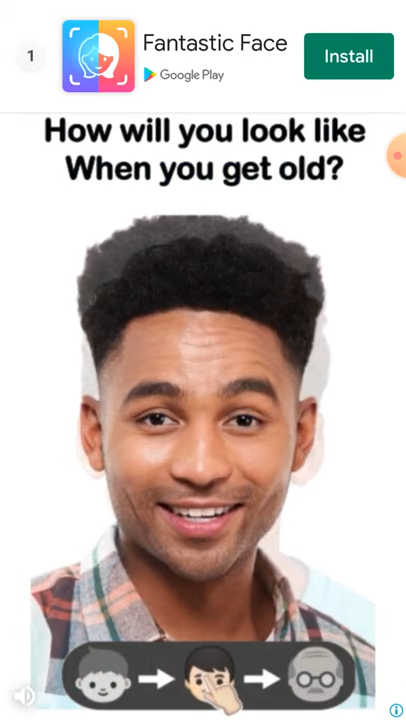 1
Fantastic Face
Google Play
Install
How will you look like
When you get old?